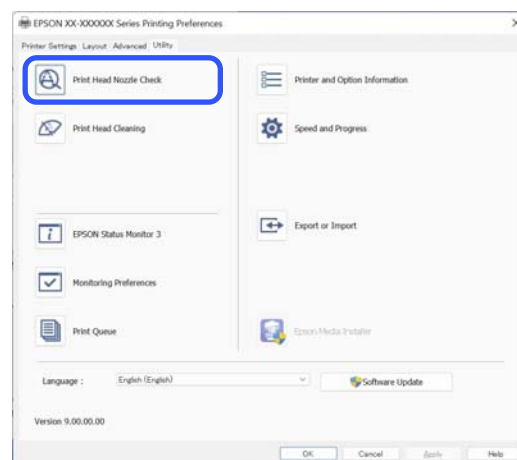 EPSON XX-XXXXXX Series Printing Preferences
Printer Settings Layout Advanced Utility
Print Head Nozzle Check
Printer and Option Information
Print Head Cleaning
Speed and Progress
Export or Import
EPSON Status Monitor 3
Monitoring Preferences
Print Queue
Epson Media Installer
Language :
English (English)
Software Update
Version 9.00.00.00
OK Cancel Apply Help